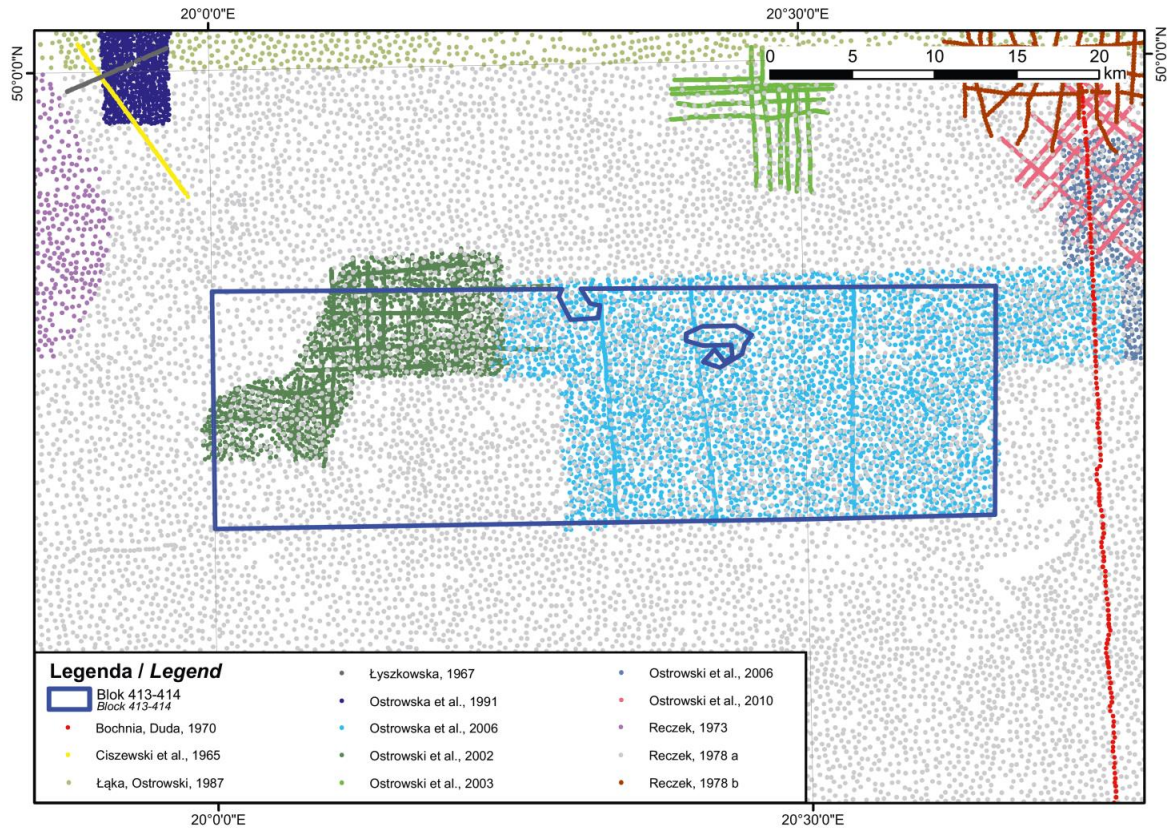 20°0'0"E
20°30'0"E
50°0'0"N
50°0'0"N
0 5 10 15 20
km
Legenda / Legend
Blok 413-414
Block 413-414
Bochnia, Duda, 1970
Ciszewski et al., 1965
Łąka, Ostrowski, 1987
Łyszkowska, 1967
Ostrowska et al., 1991
Ostrowska et al., 2006
Ostrowski et al., 2002
Ostrowski et al., 2003
Ostrowski et al., 2006
Ostrowski et al., 2010
Reczek, 1973
Reczek, 1978 a
Reczek, 1978 b
20°0'0"E
20°30'0"E